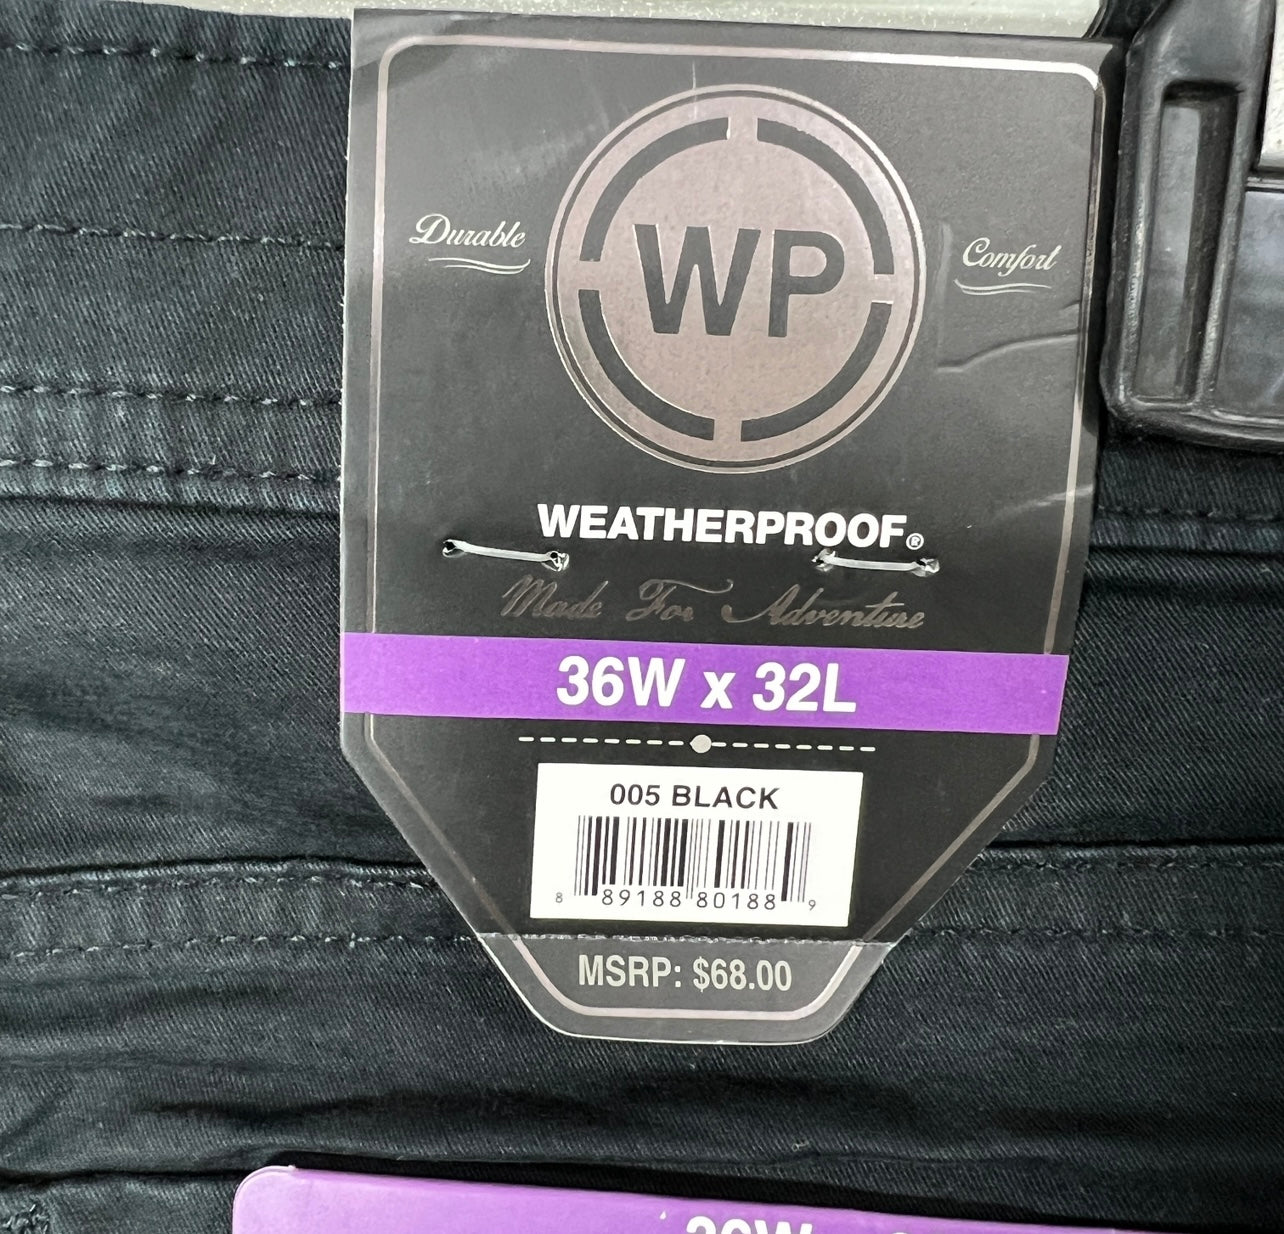 WP
Durable
Comfort
WEATHERPROOF®
Made For Adventure
36W x 32L
005 BLACK
8 89188 80188 9
MSRP: $68.00